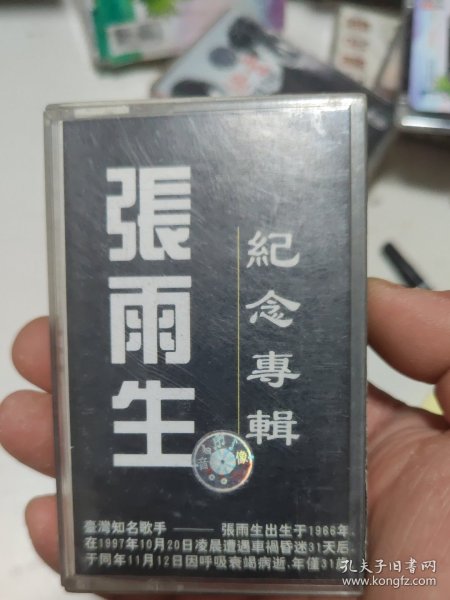 張雨生
紀念專輯
音像
臺灣知名歌手——張雨生出生于1966年
在1997年10月20日凌晨遭遇車禍昏迷31天后
于同年11月12日因呼吸衰竭病逝、年僅31
孔夫子旧书网
www.kongfz.com